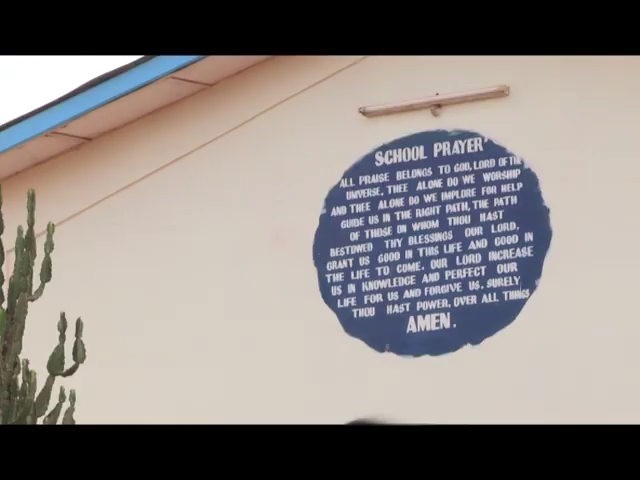 SCHOOL PRAYER
ALL PRAISE BELONGS TO GOD, LORD OF THE
UNIVERSE. THEE ALONE DO WE WORSHIP
AND THEE ALONE DO WE IMPLORE FOR HELP
GUIDE US IN THE RIGHT PATH, THE PATH
OF THOSE ON WHOM THOU HAST
BESTOWED THY BLESSINGS OUR LORD,
GRANT US GOOD IN THIS LIFE AND GOOD IN
THE LIFE TO COME. OUR LORD INCREASE
US IN KNOWLEDGE AND PERFECT OUR
LIFE FOR US AND FORGIVE US. SURELY
THOU HAST POWER, OVER ALL THINGS
AMEN.